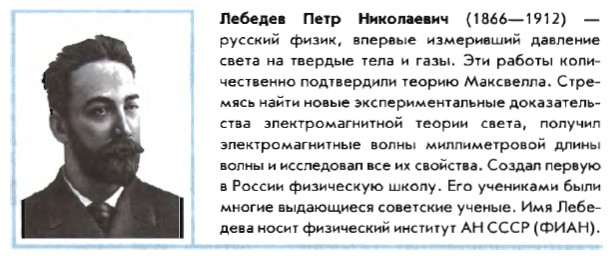 Лебедев Петр Николаевич (1866—1912) —
русский физик, впервые измеривший давление
света на твердые тела и газы. Эти работы коли-
чественно подтвердили теорию Максвелла. Стре-
мясь найти новые экспериментальные доказатель-
ства электромагнитной теории света, получил
электромагнитные волны миллиметровой длины
волны и исследовал все их свойства. Создал первую
в России физическую школу. Его учениками были
многие выдающиеся советские ученые. Имя Лебе-
дева носит физический институт АН СССР (ФИАН).